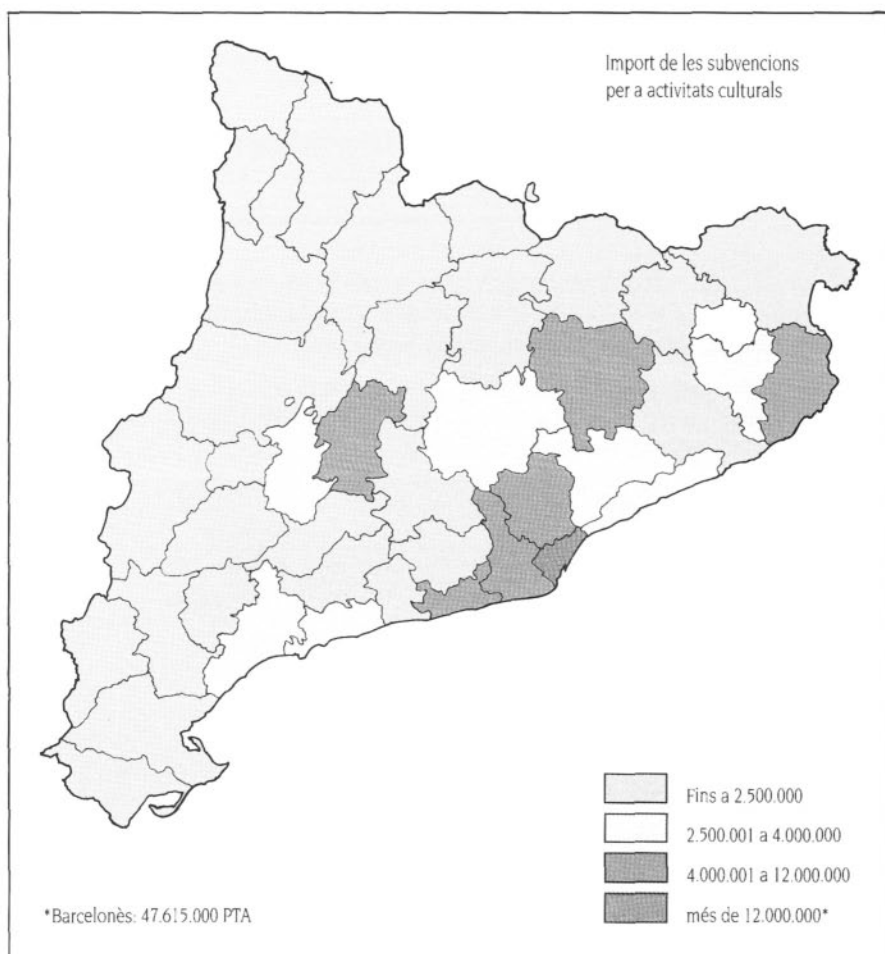 Import de les subvencions
per a activitats culturals
Fins a 2.500.000
2.500.001 a 4.000.000
4.000.001 a 12.000.000
més de 12.000.000*
*Barcelonès: 47.615.000 PTA